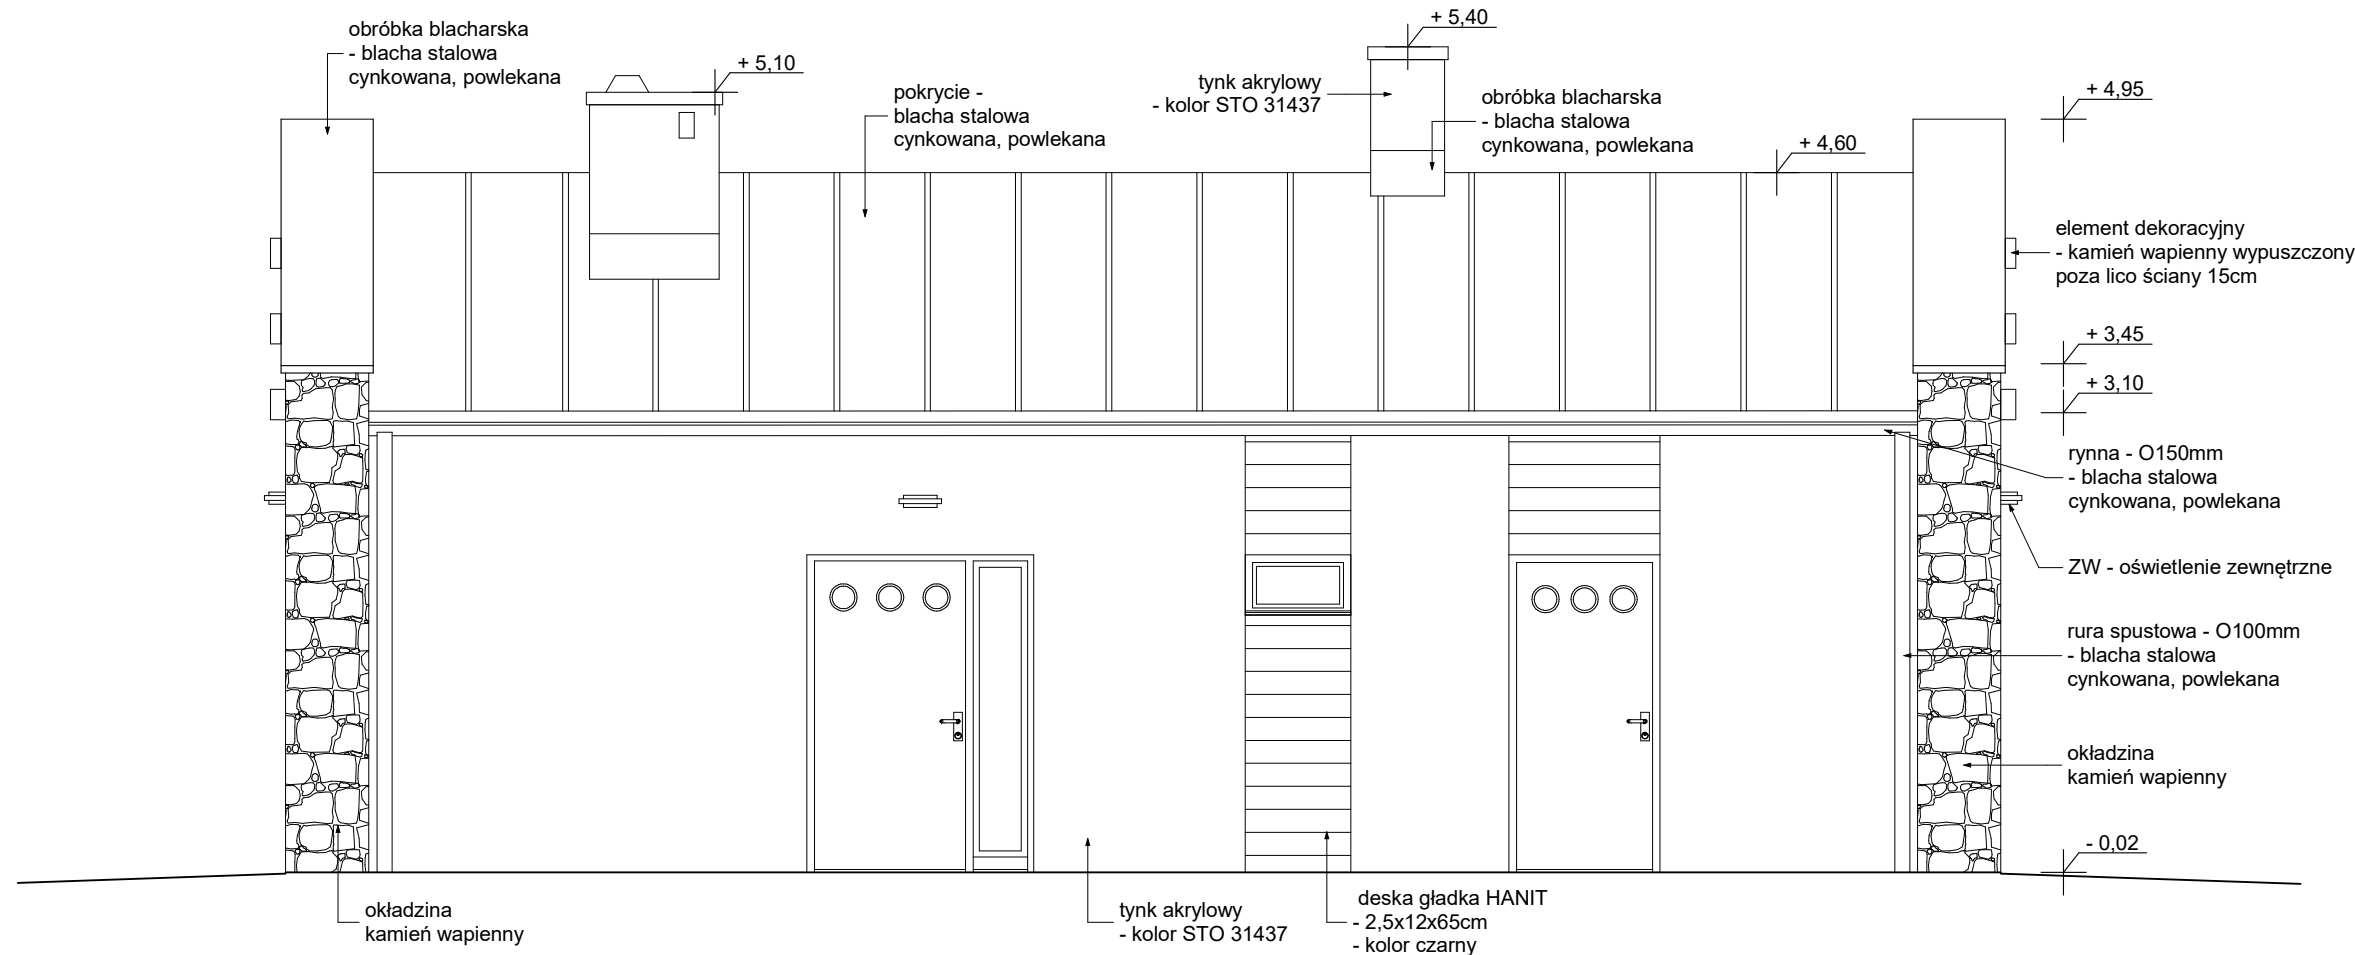 obróbka blacharska
- blacha stalowa
cynkowana, powlekana
+ 5,10
pokrycie -
blacha stalowa
cynkowana, powlekana
+ 5,40
tynk akrylowy
- kolor STO 31437
obróbka blacharska
- blacha stalowa
cynkowana, powlekana
+ 4,60
+ 4,95
element dekoracyjny
- kamień wapienny wypuszczony
poza lico ściany 15cm
+ 3,45
+ 3,10
rynna - O150mm
- blacha stalowa
cynkowana, powlekana
ZW - oświetlenie zewnętrzne
rura spustowa - O100mm
- blacha stalowa
cynkowana, powlekana
okładzina
kamień wapienny
- 0,02
okładzina
kamień wapienny
tynk akrylowy
- kolor STO 31437
deska gładka HANIT
- 2,5x12x65cm
- kolor czarny